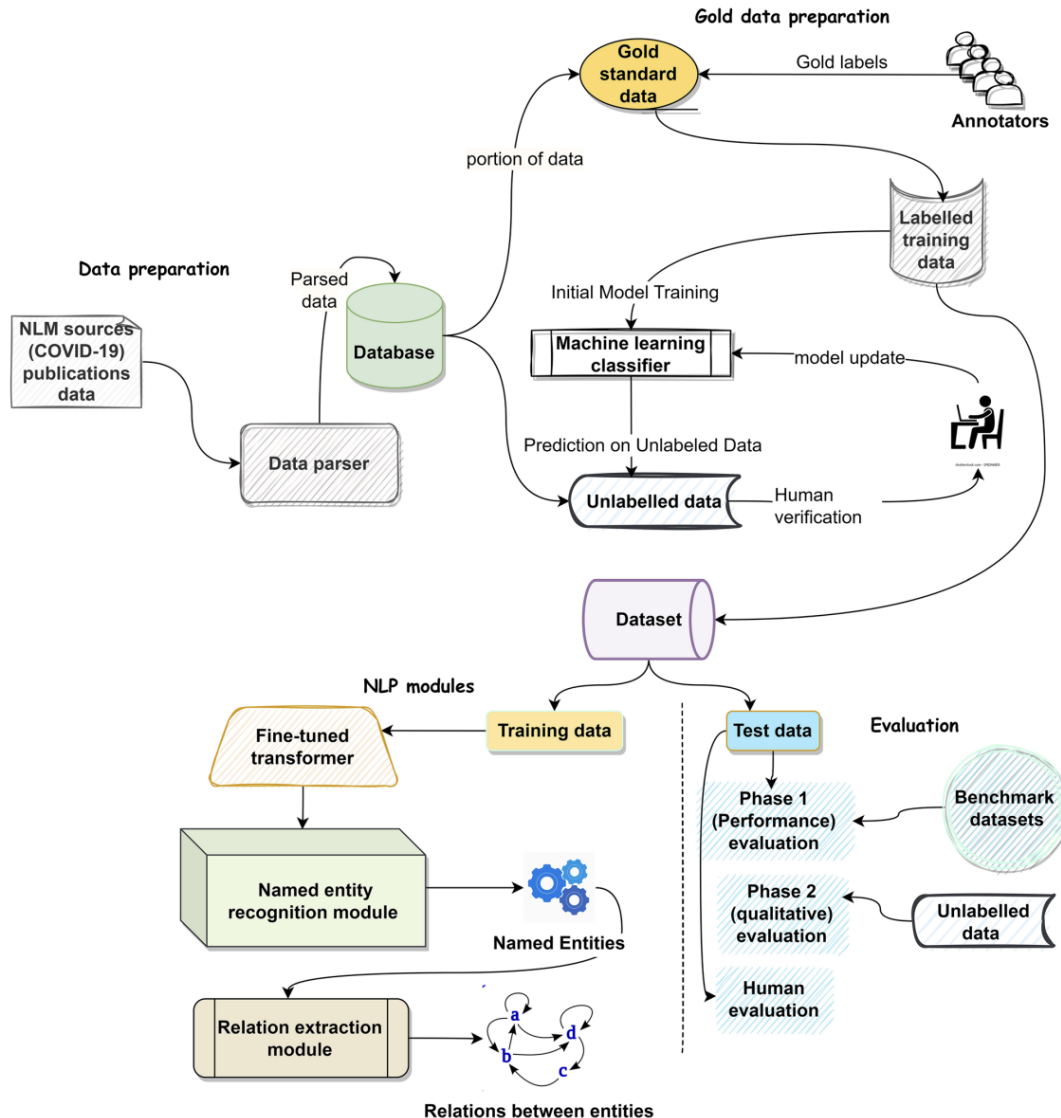 Gold data preparation
Gold
standard
data
Gold labels
Annotators
portion of data
Labelled
training
data
Data preparation
Parsed
data
Initial Model Training
NLM sources
(COVID-19)
publications
data
Database
Machine learning
classifier
model update
Data parser
Prediction on Unlabeled Data
Unlabelled data
Human
verification
Dataset
NLP modules
Training data
Test data
Evaluation
Fine-tuned
transformer
Phase 1
(Performance)
evaluation
Benchmark
datasets
Named entity
recognition module
Named Entities
Phase 2
(qualitative)
evaluation
Unlabelled
data
Human
evaluation
Relation extraction
module
a
d
b
c
Relations between entities